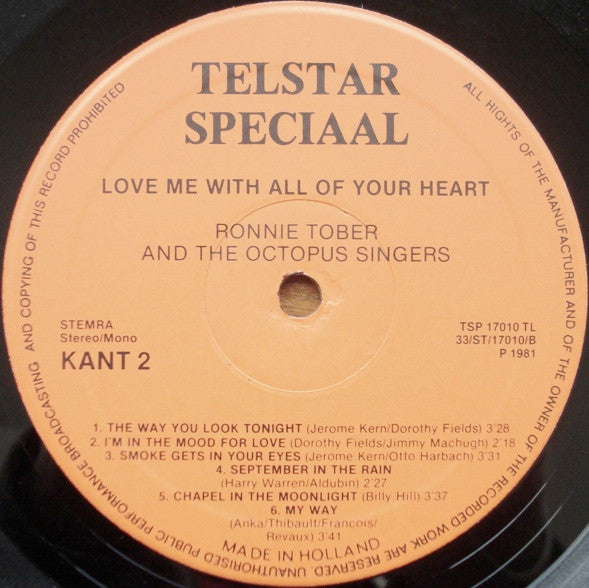 TELSTAR
SPECIAAL
LOVE ME WITH ALL OF YOUR HEART
RONNIE TOBER
AND THE OCTOPUS SINGERS
STEMRA
Stereo/Mono
KANT 2
TSP 17010 TL
33/ST/17010/B
P 1981
1. THE WAY YOU LOOK TONIGHT (Jerome Kern/Dorothy Fields) 3'28
2. I'M IN THE MOOD FOR LOVE (Dorothy Fields/Jimmy Machugh) 2'18
3. SMOKE GETS IN YOUR EYES (Jerome Kern/Otto Harbach) 3'31
4. SEPTEMBER IN THE RAIN
(Harry Warren/Aldubin) 2'27
5. CHAPEL IN THE MOONLIGHT (Billy Hill) 3'37
6. MY WAY
(Anka/Thibault/Francois/
Revaux) 3'41
MADE IN HOLLAND
ALL RIGHTS OF THE MANUFACTURER AND OF THE OWNER OF THE RECORDED WORK ARE RESERVED. UNAUTHORISED PUBLIC PERFORMANCE BROADCASTING AND COPYING OF THIS RECORD PROHIBITED